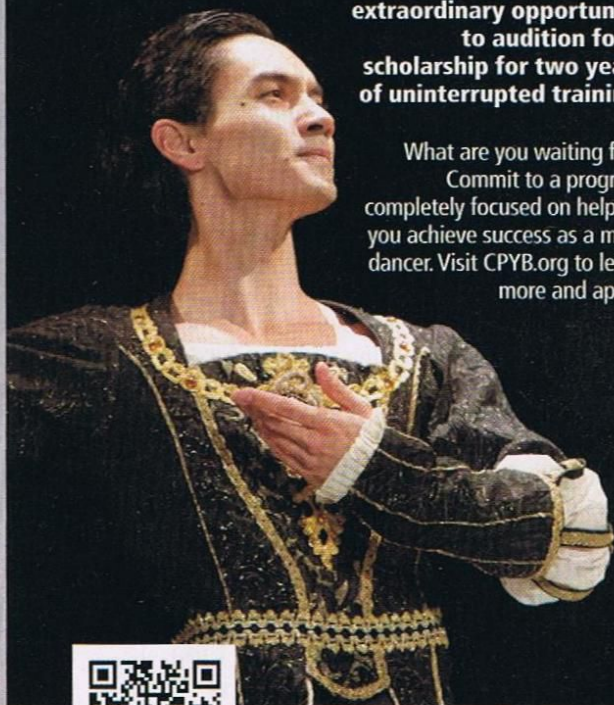 extraordinary opportun
to audition fo
scholarship for two yea
of uninterrupted traini
What are you waiting f
Commit to a progr
completely focused on help
you achieve success as a m
dancer. Visit CPYB.org to le
more and ap